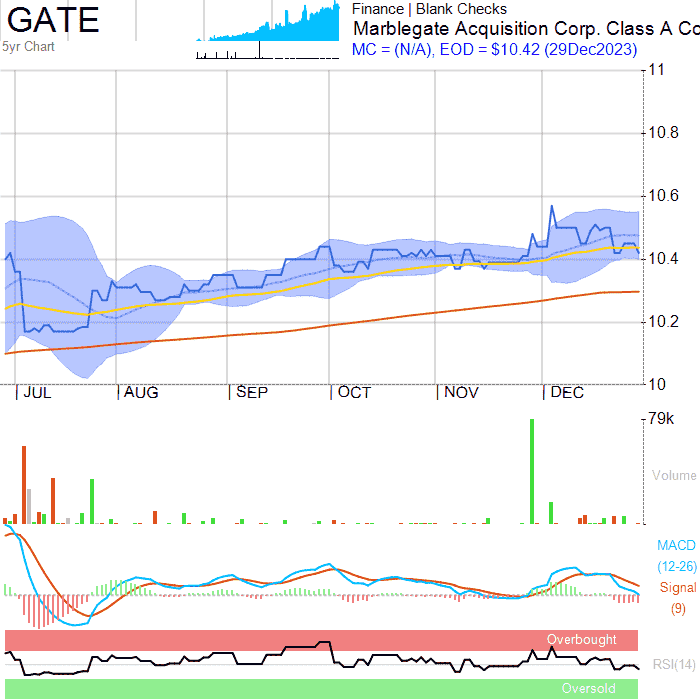 GATE
5yr Chart
Finance | Blank Checks
Marblegate Acquisition Corp. Class A Co
MC = (N/A), EOD = $10.42 (29Dec2023)
11
10.8
10.6
10.4
10.2
10
JUL AUG SEP OCT NOV DEC
79k
Volume
MACD
(12-26)
Signal
(9)
Overbought
RSI(14)
Oversold